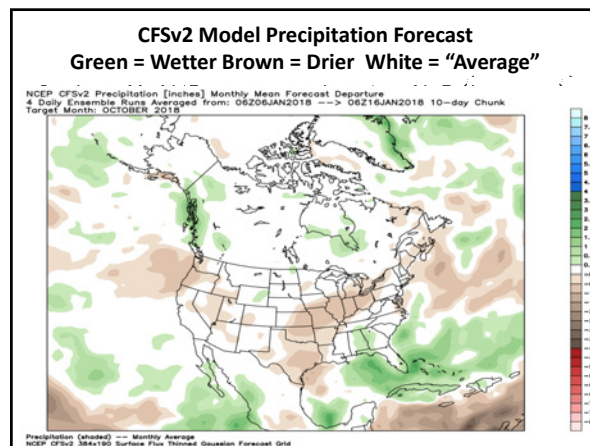 CFSv2 Model Precipitation Forecast
Green = Wetter Brown = Drier White = “Average”
NCEP CFSv2 Precipitation [inches] Monthly Mean Forecast Departure
4 Daily Ensemble Runs Averaged from: 06Z06JAN2018 --> 06Z16JAN2018 10-day Chunk
Target Month: OCTOBER 2018
Precipitation (shaded) -- Monthly Average
NCEP CFSv2 384x190 Surface Flux Thinned Gaussian Forecast Grid